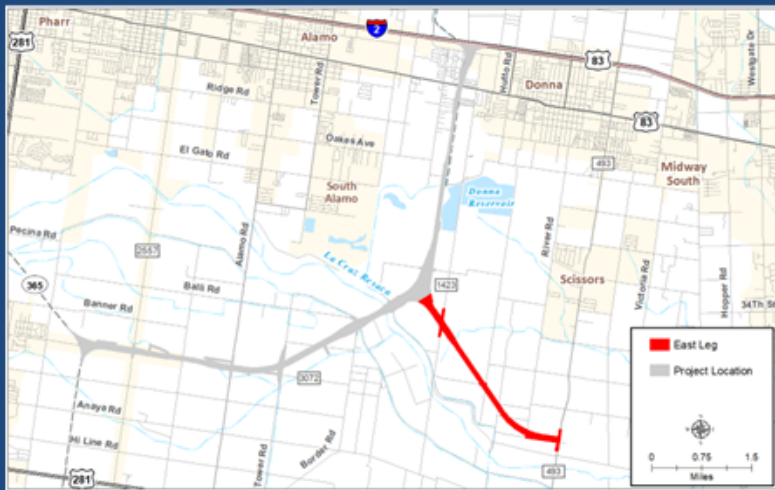 Pharr
281
Alamo
2
Tower Rd
Hutto Rd
83
Westgate Dr
Donna
Ridge Rd
83
Oakes Ave
El Gato Rd
493
Midway
South
South
Alamo
Donna
Reservoir
Pecina Rd
2557
Alamo Rd
La Cruz Resaca
River Rd
Scissors
Victoria Rd
Hopper Rd
365
Balli Rd
1423
34Th St
Banner Rd
3072
East Leg
Project Location
Anaya Rd
Hi Line Rd
Tower Rd
Border Rd
281
493
0 0.75 1.5
Miles